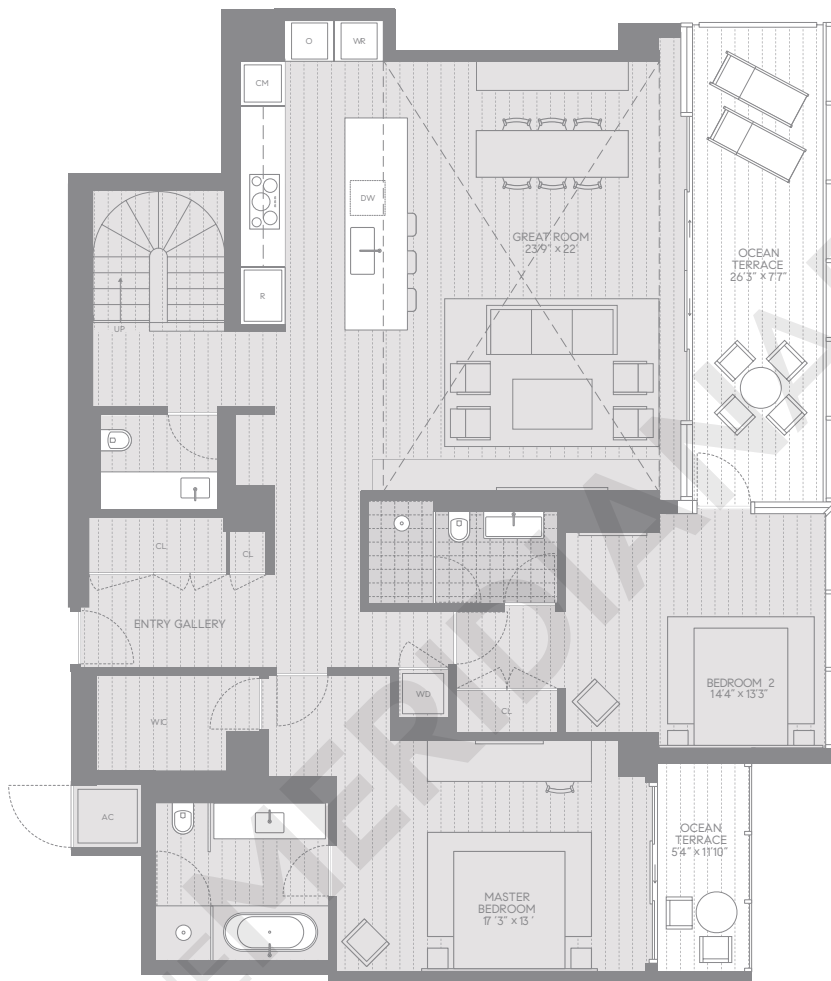 O
WR
CM
DW
GREAT ROOM
23'9" x 22'
OCEAN
TERRACE
26'3" x 7'7"
R
UP
CL
CL
ENTRY GALLERY
WIC
WD
CL
BEDROOM 2
14'4" x 13'3"
AC
OCEAN
TERRACE
5'4" x 11'10"
MASTER
BEDROOM
17'3" x 13'